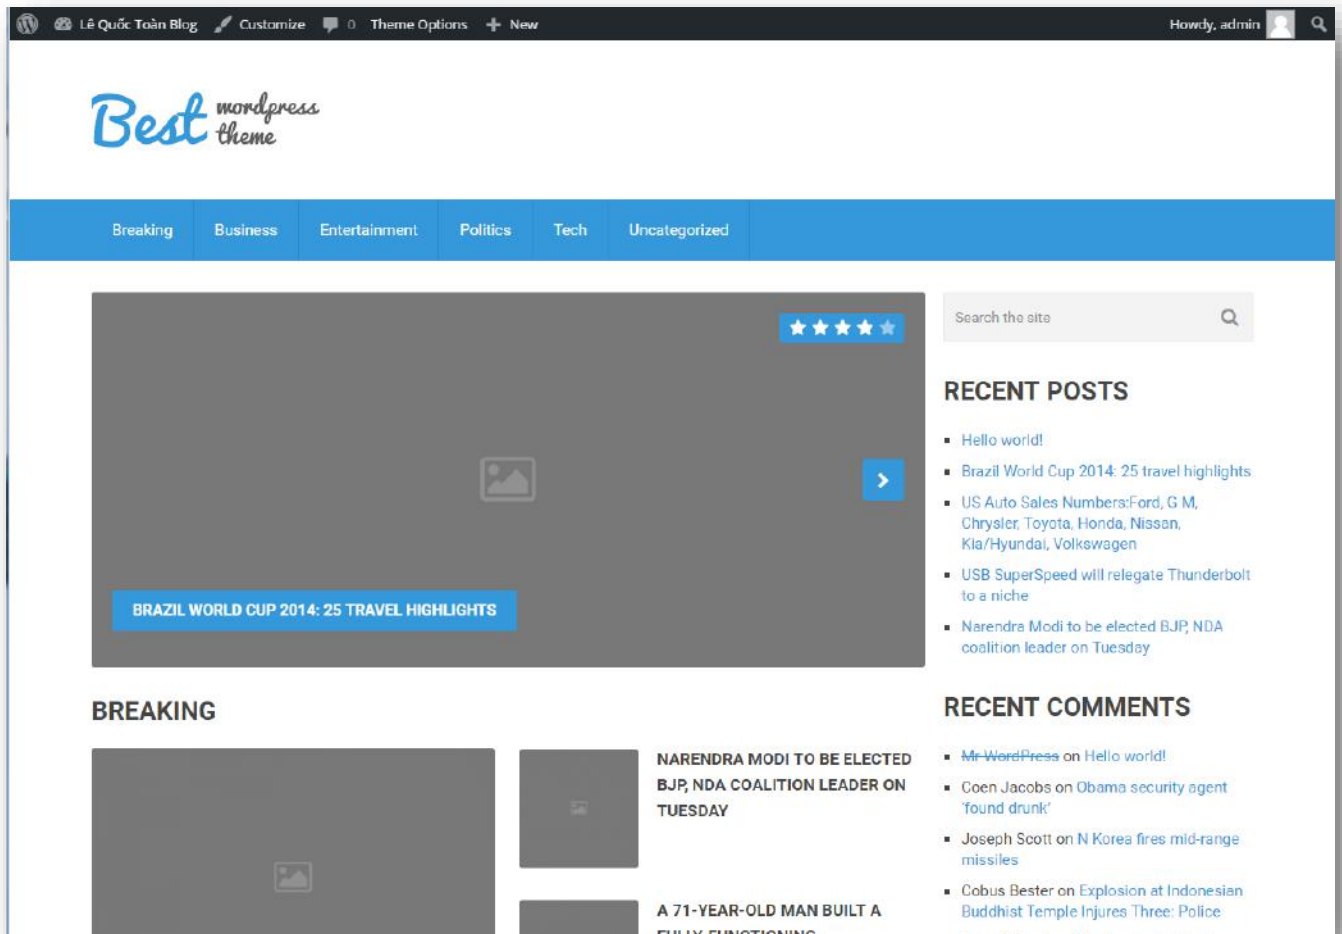 Lê Quốc Toàn Blog Customize 0 Theme Options New
Howdy, admin
Best wordpress
theme
Breaking Business Entertainment Politics Tech Uncategorized
BRAZIL WORLD CUP 2014: 25 TRAVEL HIGHLIGHTS
BREAKING
NARENDRA MODI TO BE ELECTED
BJP, NDA COALITION LEADER ON
TUESDAY
A 71-YEAR-OLD MAN BUILT A
FULLY-FUNCTIONING
Search the site
RECENT POSTS
Hello world!
Brazil World Cup 2014: 25 travel highlights
US Auto Sales Numbers:Ford, G M,
Chrysler, Toyota, Honda, Nissan,
Kia/Hyundai, Volkswagen
USB SuperSpeed will relegate Thunderbolt
to a niche
Narendra Modi to be elected BJP, NDA
coalition leader on Tuesday
RECENT COMMENTS
Mr WordPress on Hello world!
Coen Jacobs on Obama security agent
'found drunk'
Joseph Scott on N Korea fires mid-range
missiles
Cobus Bester on Explosion at Indonesian
Buddhist Temple Injures Three: Police